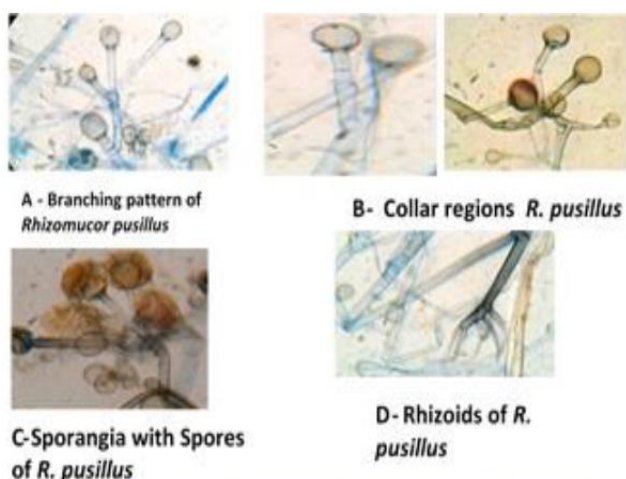 A - Branching pattern of
Rhizomucor pusillus
B- Collar regions R. pusillus
C-Sporangia with Spores
of R. pusillus
D- Rhizoids of R.
pusillus